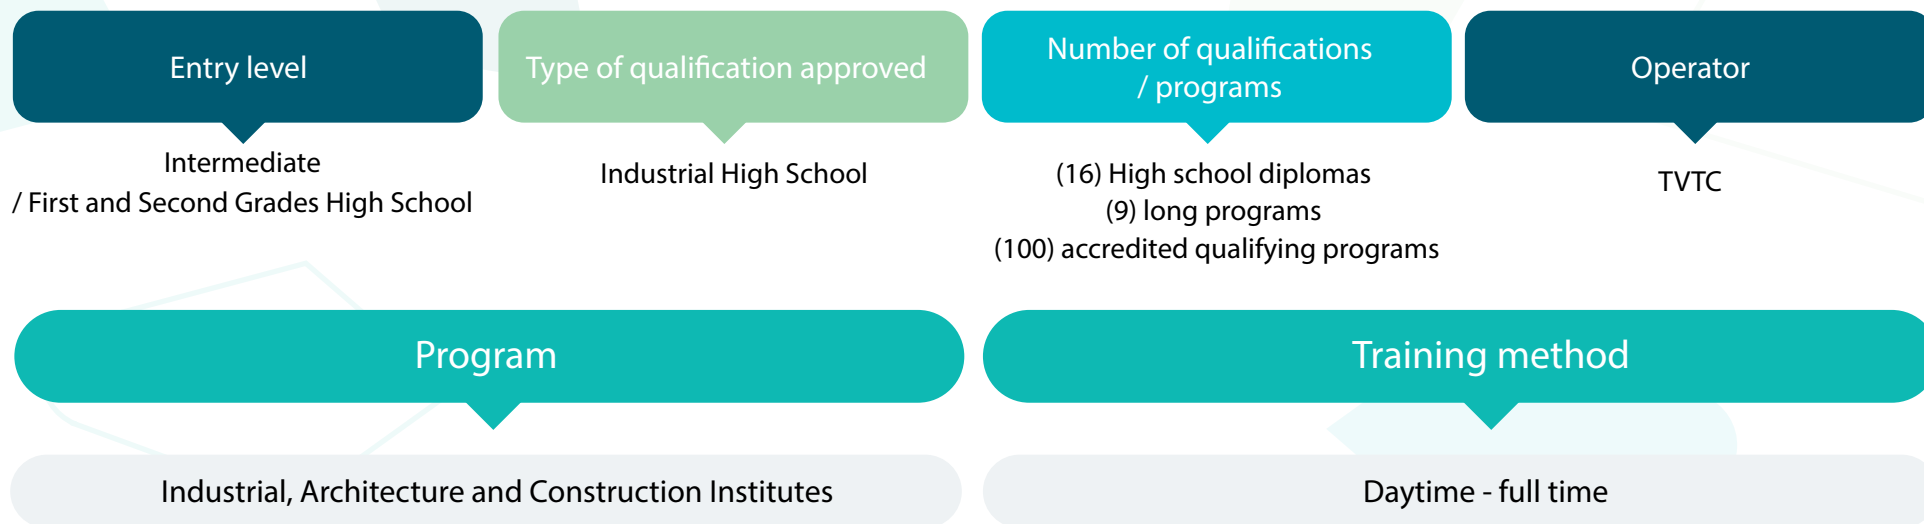 Entry level
Intermediate
/ First and Second Grades High School
Type of qualification approved
Industrial High School
Number of qualifications
/ programs
(16) High school diplomas
(9) long programs
(100) accredited qualifying programs
Operator
TVTC
Program
Industrial, Architecture and Construction Institutes
Training method
Daytime - full time